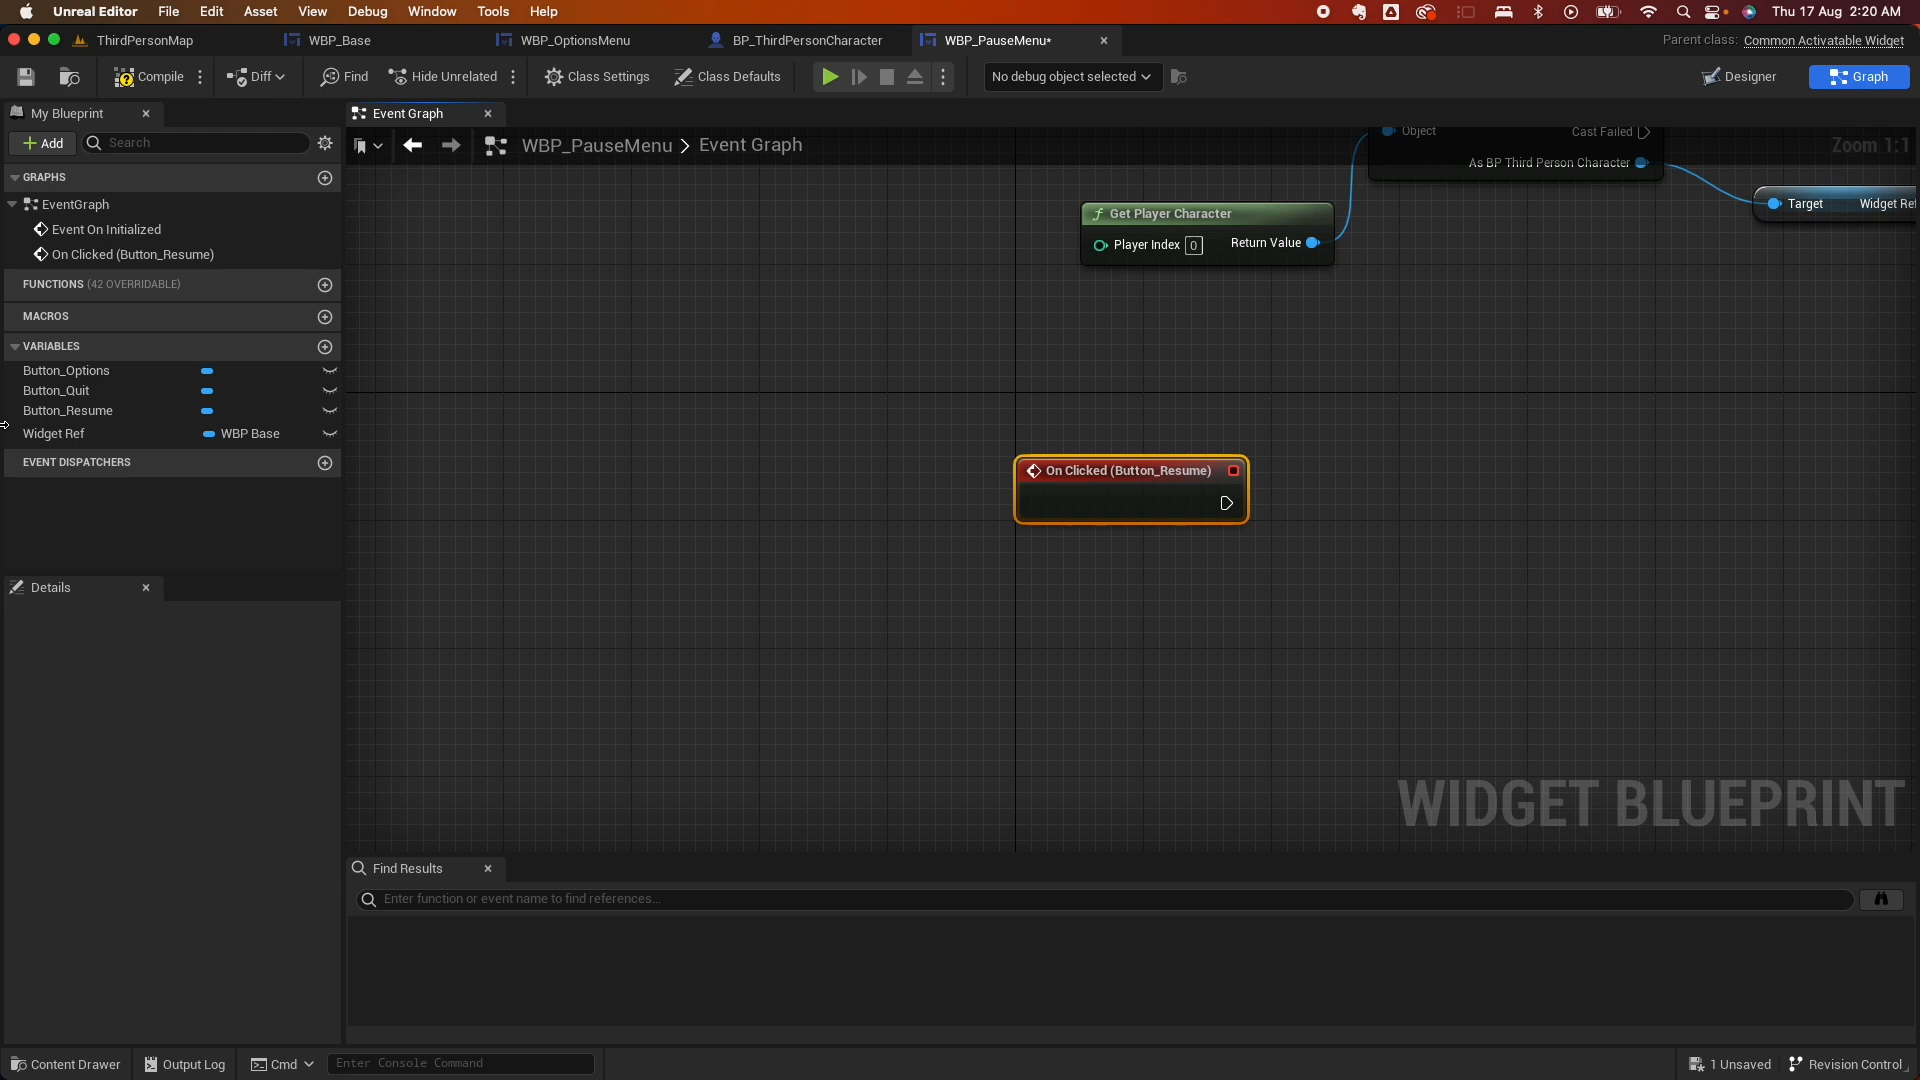 Unreal Editor File Edit Asset View Debug Window Tools Help Thu 17 Aug 2:20 AM
ThirdPersonMap WBP_Base WBP_OptionsMenu BP_ThirdPersonCharacter WBP_PauseMenu* Parent class: Common Activatable Widget
Compile Diff Find Hide Unrelated Class Settings Class Defaults No debug object selected Designer Graph
My Blueprint
Event Graph
Add Search
WBP_PauseMenu > Event Graph
Zoom 1:1
GRAPHS
EventGraph
Event On Initialized
On Clicked (Button_Resume)
FUNCTIONS (42 OVERRIDABLE)
MACROS
VARIABLES
Button_Options
Button_Quit
Button_Resume
Widget Ref WBP Base
EVENT DISPATCHERS
Details
Object Cast Failed
As BP Third Person Character
Get Player Character
Player Index 0 Return Value
Target Widget Ref
On Clicked (Button_Resume)
WIDGET BLUEPRINT
Find Results
Enter function or event name to find references...
Content Drawer Output Log Cmd Enter Console Command 1 Unsaved Revision Control